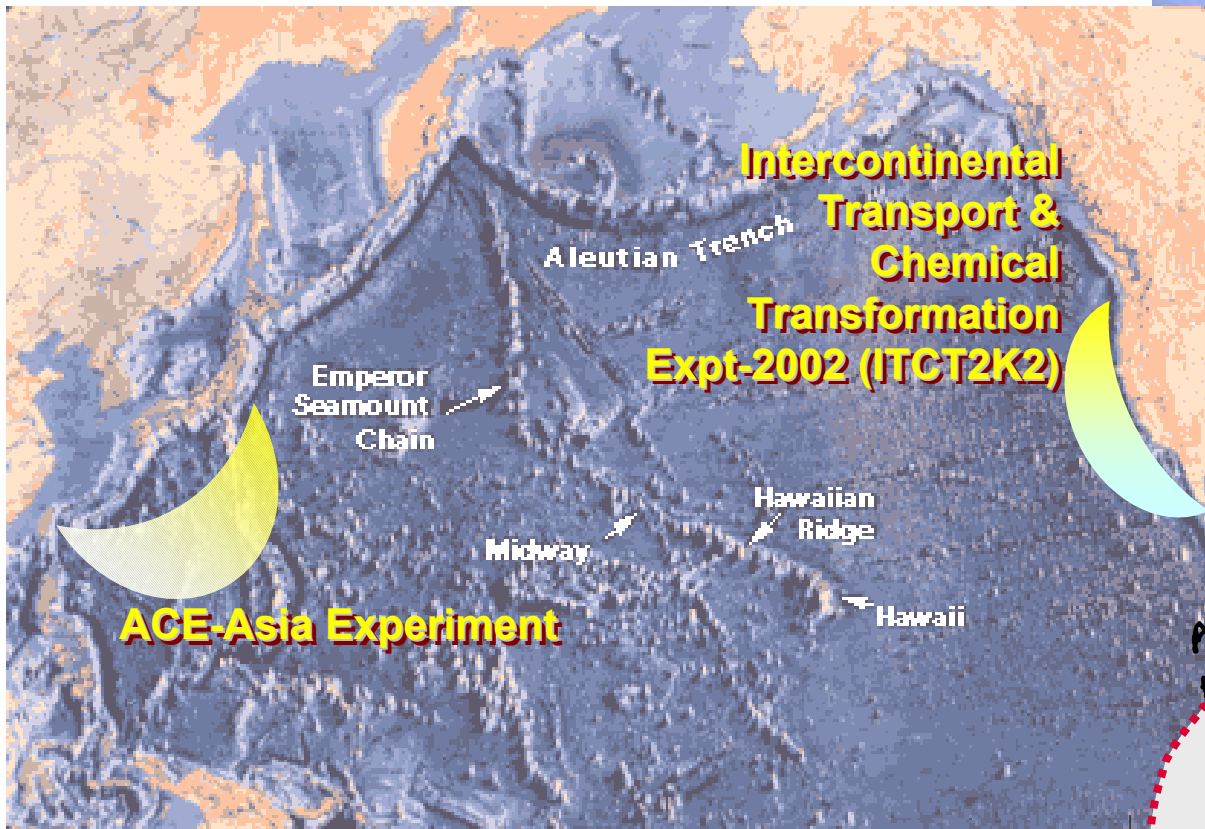 Intercontinental
Transport &
Chemical
Transformation
Expt-2002 (ITCT2K2)
Aleutian Trench
Emperor
Seamount
Chain
Hawaiian
Ridge
Midway
Hawaii
ACE-Asia Experiment